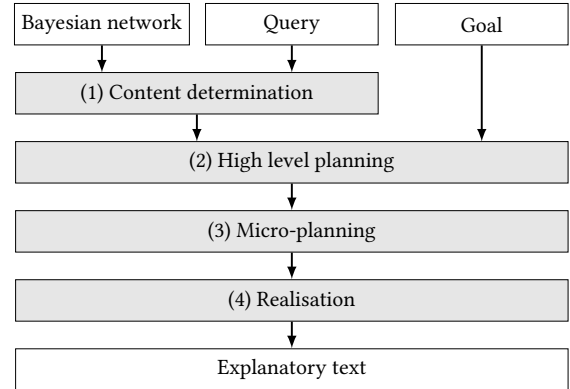 Bayesian network
Query
Goal
(1) Content determination
(2) High level planning
(3) Micro-planning
(4) Realisation
Explanatory text